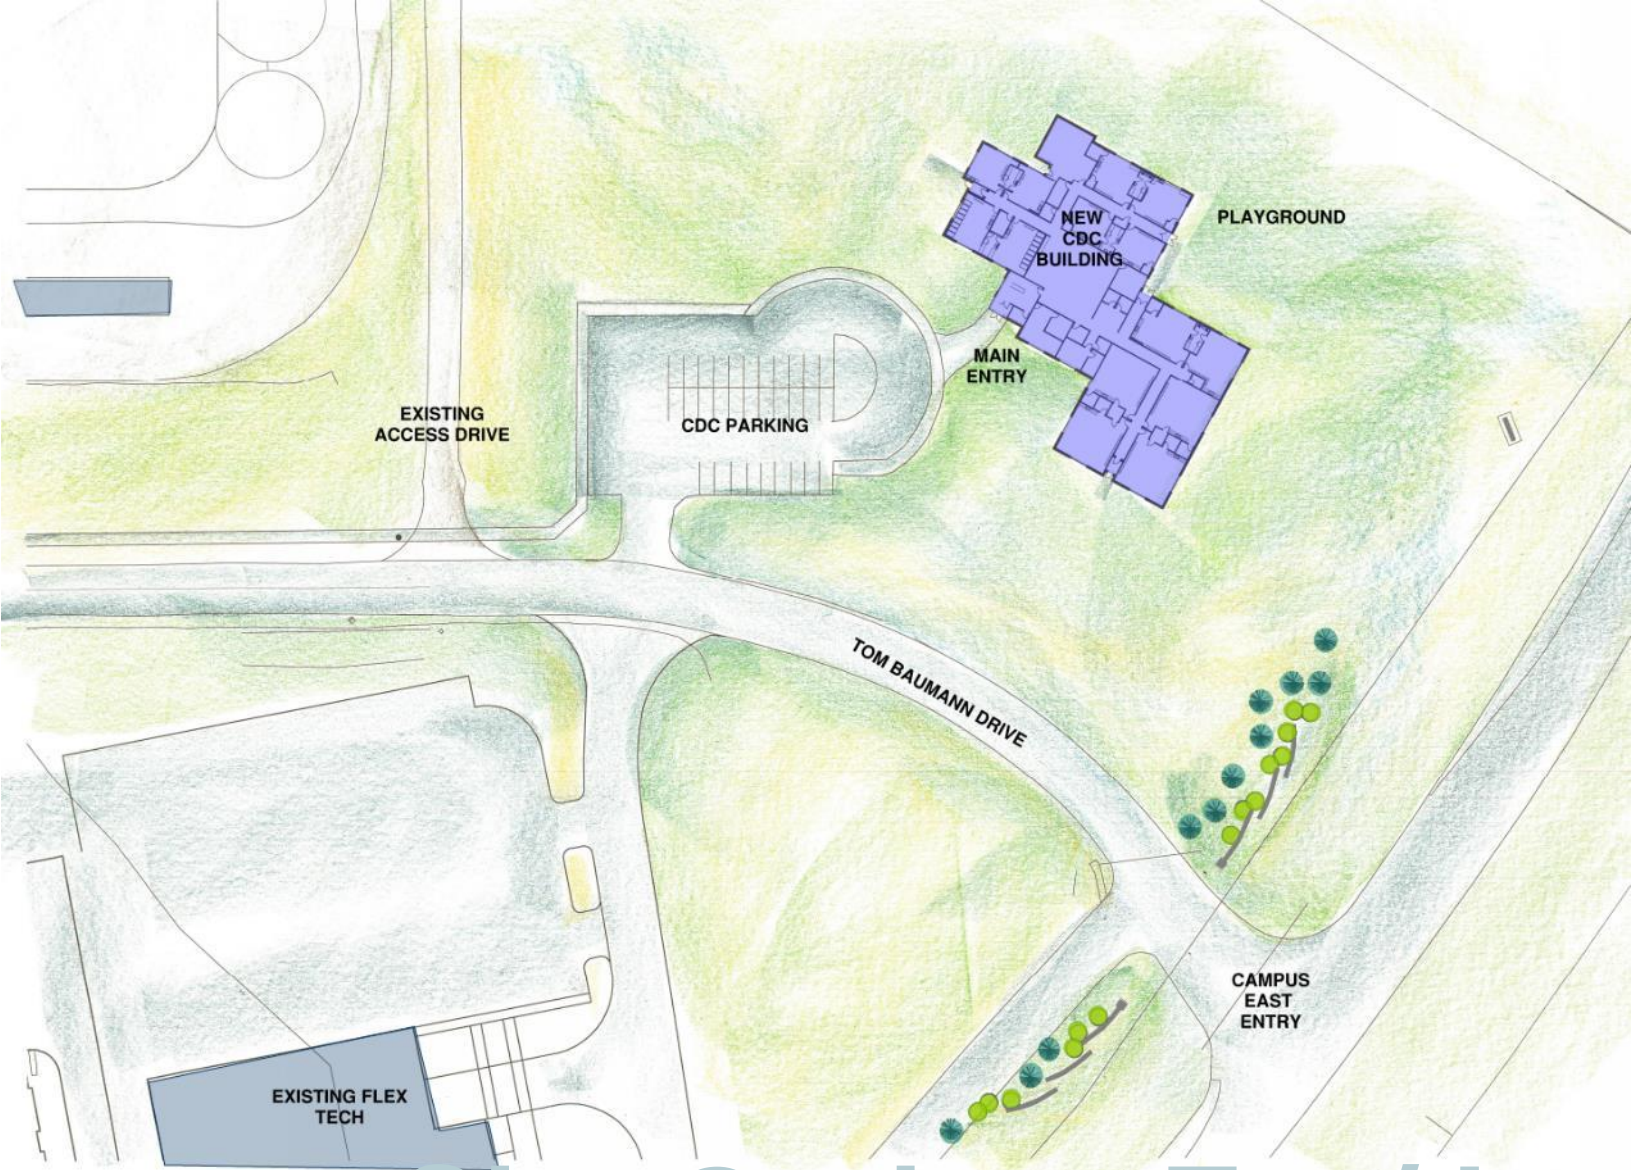 NEW
CDC
BUILDING
PLAYGROUND
MAIN
ENTRY
EXISTING
ACCESS DRIVE
CDC PARKING
TOM BAUMANN DRIVE
CAMPUS
EAST
ENTRY
EXISTING FLEX
TECH